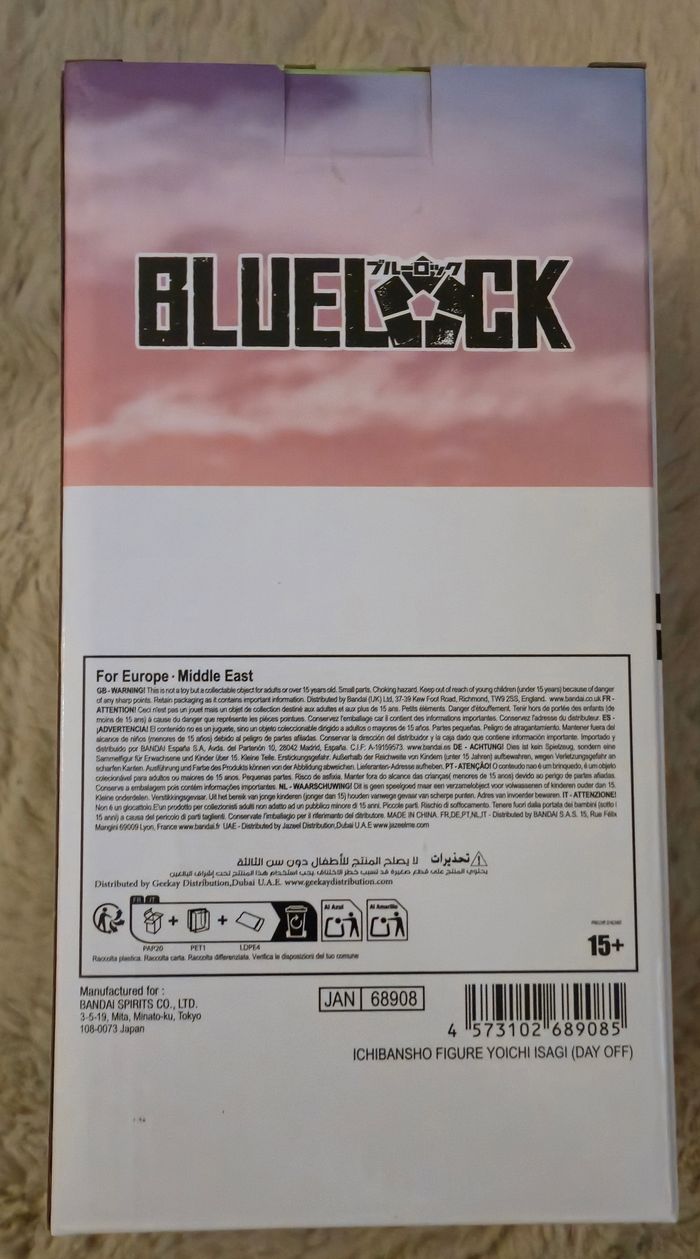 BLUELOCK
ブルーロック
For Europe · Middle East
GB - WARNING! This is not a toy but a collectable object for adults or over 15 years old. Small parts. Choking hazard. Keep out of reach of young children (under 15 years) because of danger
of any sharp points. Retain packaging as it contains important information. Distributed by Bandai (UK) Ltd, 37-39 Kew Foot Road, Richmond, TW9 2SS, England. www.bandai.co.uk FR -
ATTENTION! Ceci n'est pas un jouet mais un objet de collection destiné aux adultes et aux plus de 15 ans. Petits éléments. Danger d'étouffement. Tenir hors de portée des enfants (de
moins de 15 ans) à cause du danger que représente les pièces pointues. Conservez l'emballage car il contient des informations importantes. Conservez l'adresse du distributeur. ES -
¡ADVERTENCIA! El contenido no es un juguete, sino un objeto coleccionable dirigido a adultos o mayores de 15 años. Partes pequeñas. Peligro de atragantamiento. Mantener fuera del
alcance de niños (menores de 15 años) debido al peligro de partes afiladas. Conservar la dirección del distribuidor y la caja dado que contiene información importante. Importado y
distribuido por BANDAI España S.A, Avda. del Partenón 10, 28042 Madrid, España. C.I.F. A-19159573. www.bandai.es DE - ACHTUNG! Dies ist kein Spielzeug, sondern eine
Sammelfigur für Erwachsene und Kinder über 15. Kleine Teile. Erstickungsgefahr. Außerhalb der Reichweite von Kindern (unter 15 Jahren) aufbewahren, wegen Verletzungsgefahr an
scharfen Kanten. Ausführung und Farbe des Produkts können von der Abbildung abweichen. Lieferanten-Adresse aufheben. PT - ATENÇÃO! O conteudo nao é um brinquedo, é um objeto
colecionável para adultos ou maiores de 15 anos. Pequenas partes. Risco de asfixia. Manter fora do alcance das crianças( menores de 15 anos) devido ao perigo de partes afiadas.
Conserve a embalagem pois contém informações importantes. NL - WAARSCHUWING! Dit is geen speelgoed maar een verzamelobject voor volwassenen of kinderen ouder dan 15.
Kleine onderdelen. Verstikkingsgevaar. Uit het bereik van jonge kinderen (jonger dan 15) houden vanwege gevaar van scherpe punten. Adres van invoerder bewaren. IT - ATTENZIONE!
Non è un giocattolo. E'un prodotto per collezionisti adulti non adatto ad un pubblico minore di 15 anni. Piccole parti. Rischio di soffocamento. Tenere fuori dalla portata dei bambini (sotto i
15 anni) a causa del pericolo di parti taglienti. Conservate l'imballagio per il riferimento del ditributore. MADE IN CHINA. FR,DE,PT,NL,IT - Distributed by BANDAI S.A.S. 15, Rue Félix
Mangini 69009 Lyon, France www.bandai.fr UAE - Distributed by Jazeel Distribution,Dubai U.A.E www.jazeelme.com
تحذيرات لا يصلح المنتج للأطفال دون سن الثالثة
يحتوي المنتج على قطع صغيرة قد تسبب خطر الاختناق. يجب استخدام هذا المنتج تحت إشراف البالغين
Distributed by Geekay Distribution,Dubai U.A.E. www.geekaydistribution.com
FR IT
Al Azul
Al Amarillo
PAP20 PET1 LDPE4
Raccolta plastica. Raccolta carta. Raccolta differenziata. Verifica le disposizioni del tuo comune
15+
Manufactured for :
BANDAI SPIRITS CO., LTD.
3-5-19, Mita, Minato-ku, Tokyo
108-0073 Japan
JAN 68908
4 573102 689085
ICHIBANSHO FIGURE YOICHI ISAGI (DAY OFF)